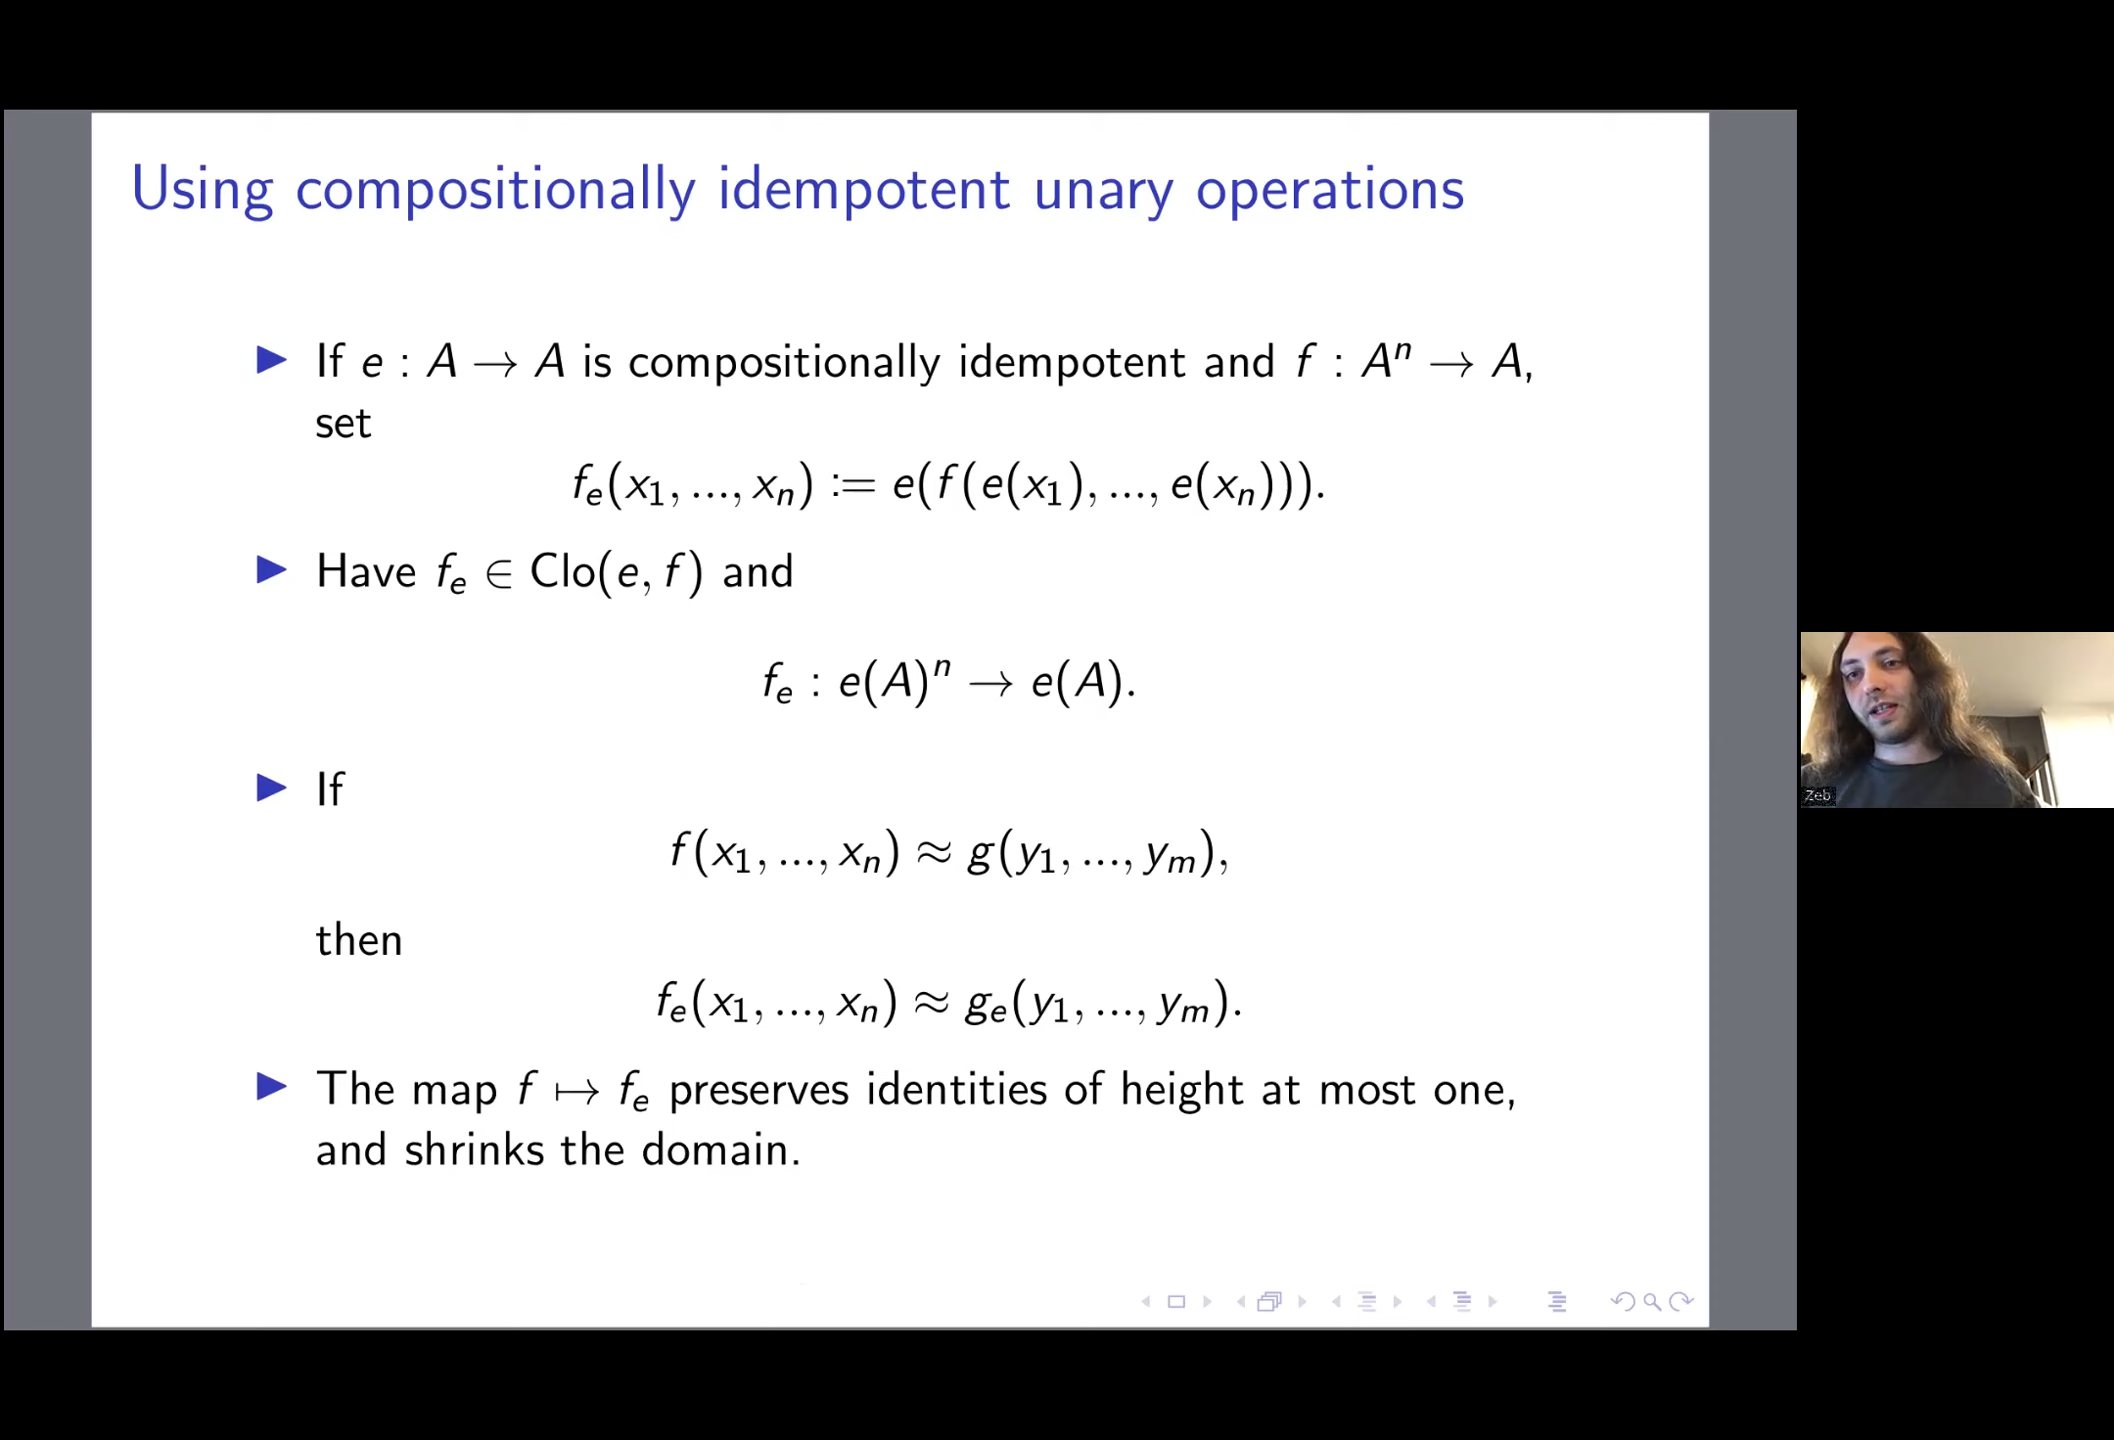 Using compositionally idempotent unary operations
▶ If e : A → A is compositionally idempotent and f : Aⁿ → A,
set
fₑ(x₁, ..., xₙ) := e(f(e(x₁), ..., e(xₙ))).
▶ Have fₑ ∈ Clo(e, f) and
fₑ : e(A)ⁿ → e(A).
▶ If
f(x₁, ..., xₙ) ≈ g(y₁, ..., yₘ),
then
fₑ(x₁, ..., xₙ) ≈ gₑ(y₁, ..., yₘ).
▶ The map f ↦ fₑ preserves identities of height at most one,
and shrinks the domain.
Zeb